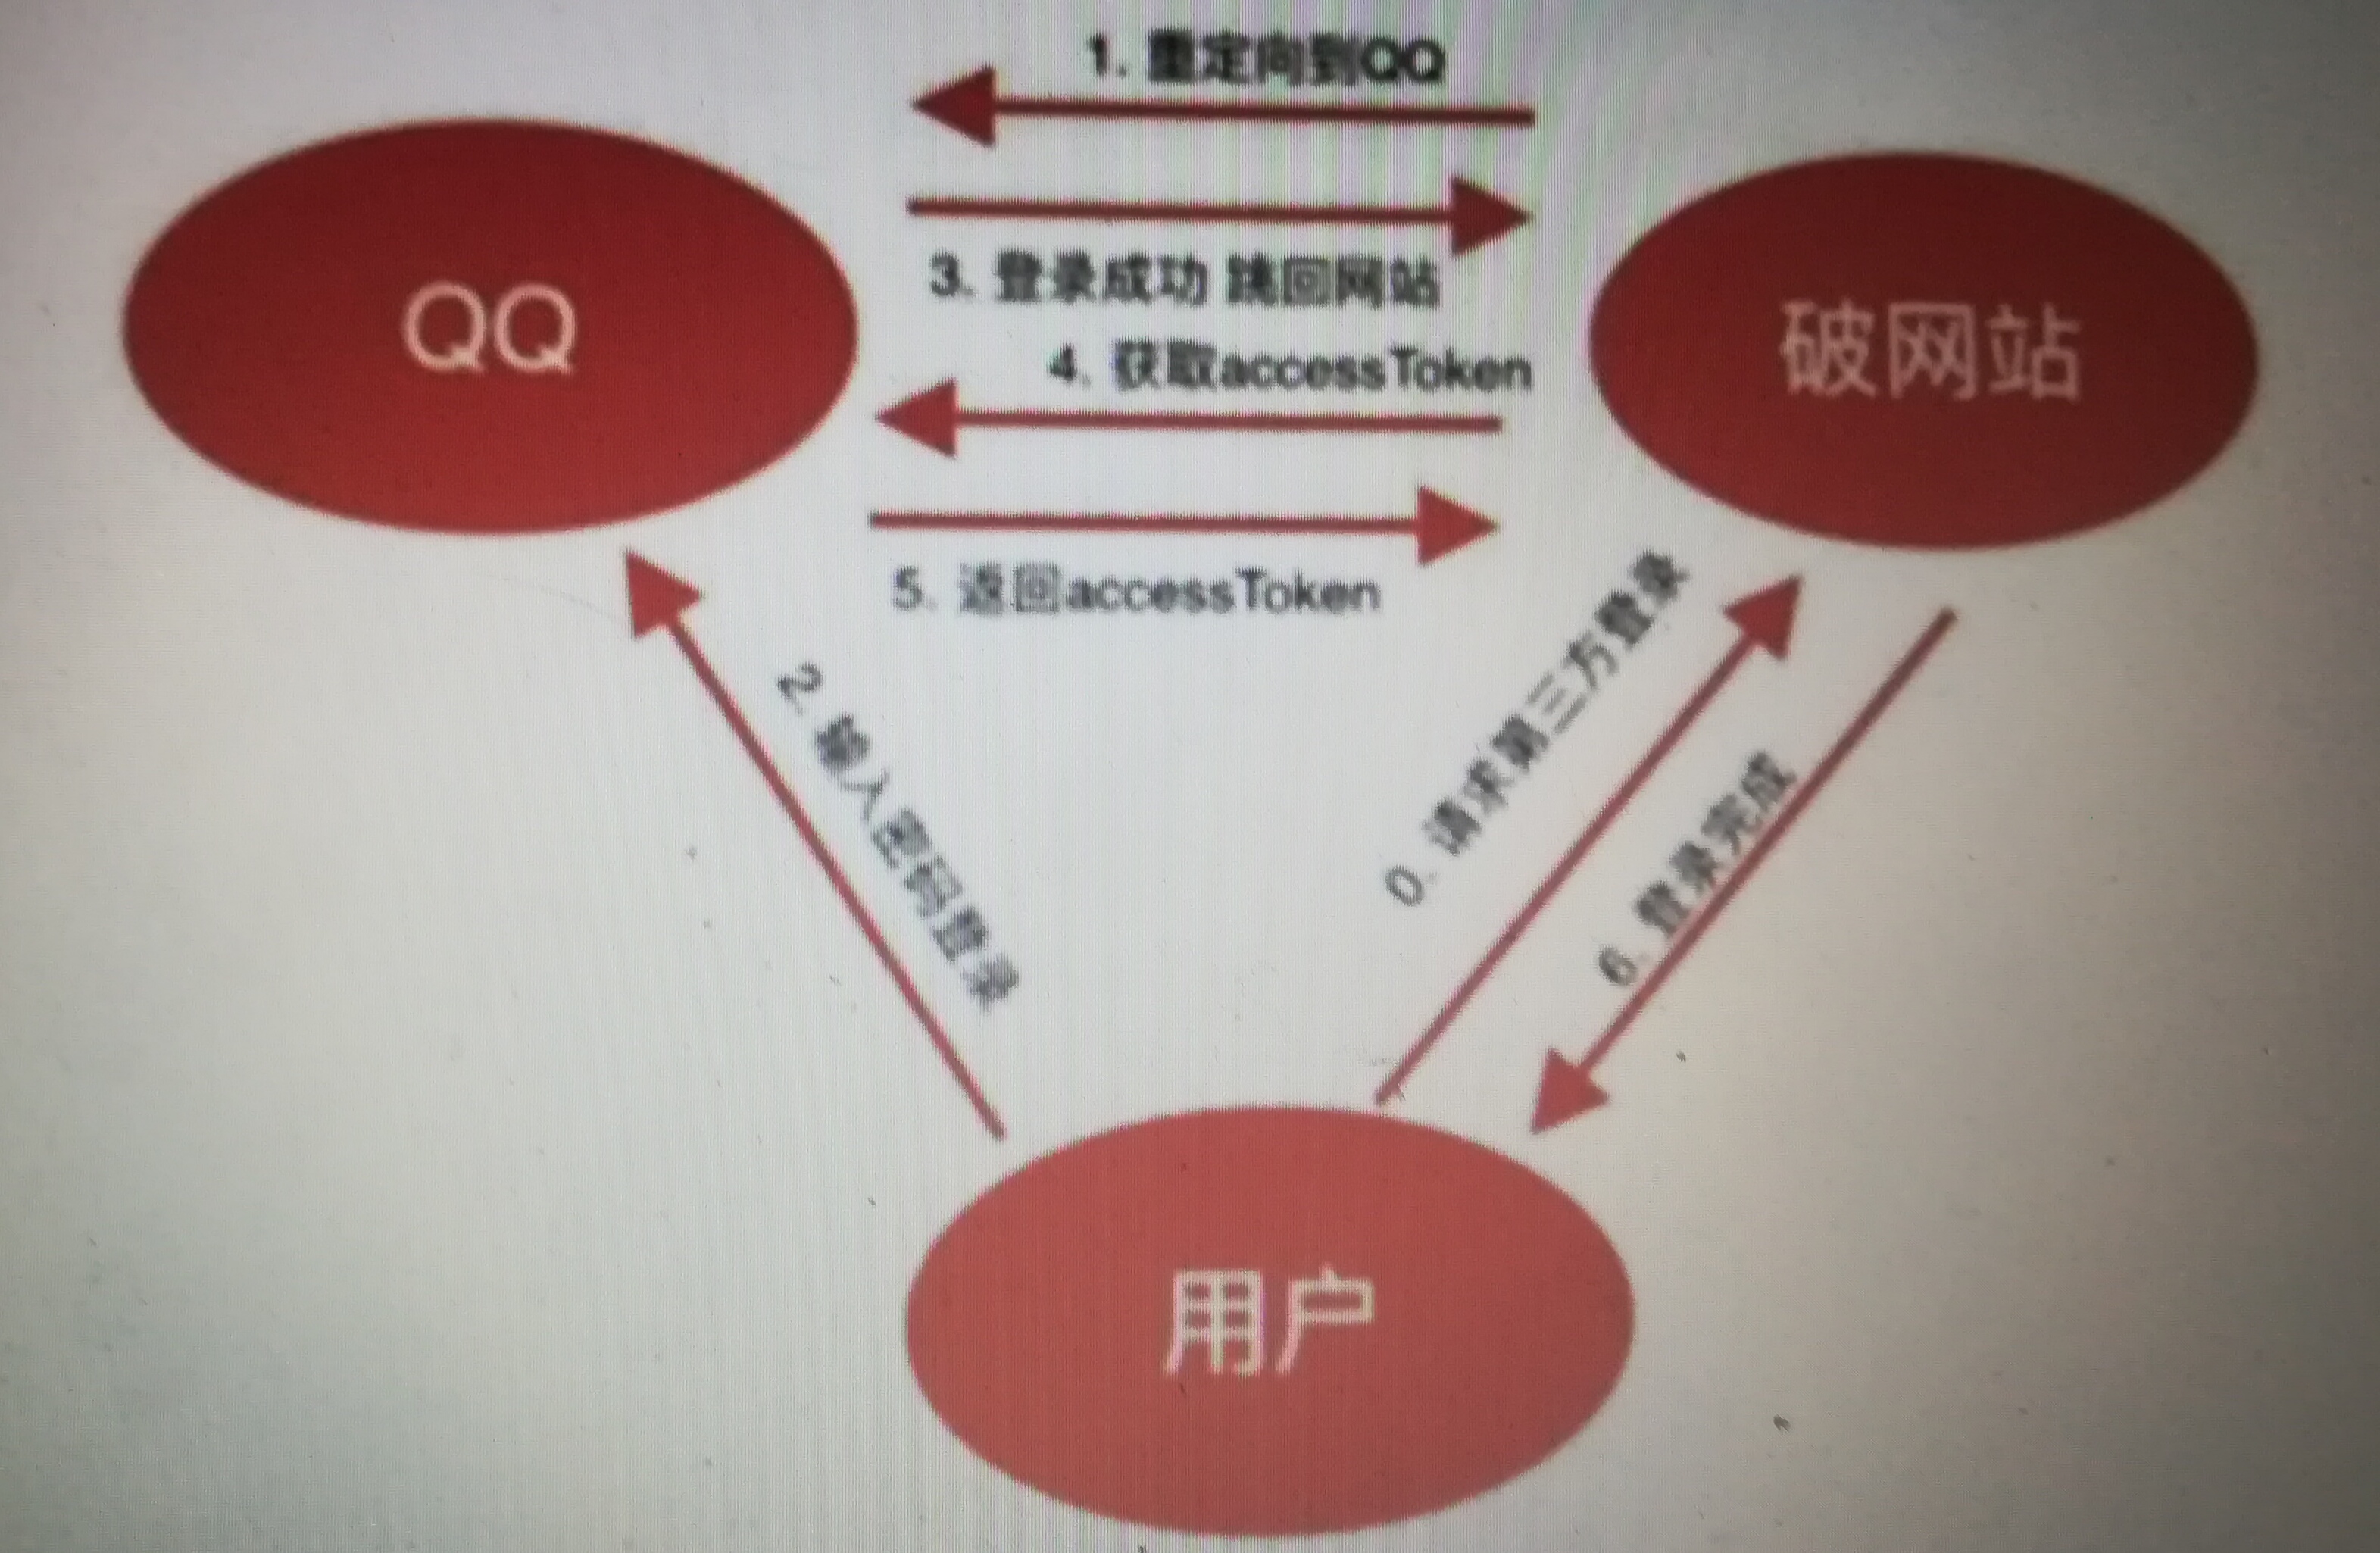 1. 重定向到QQ
QQ
破网站
3. 登录成功 跳回网站
4. 获取accessToken
5. 返回accessToken
2. 输入密码登录
0. 请求第三方登录
6. 登录完成
用户